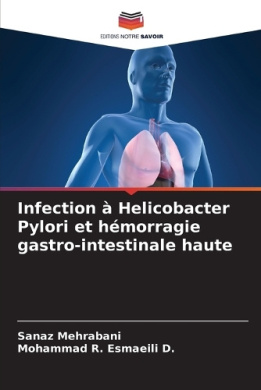 EDITIONS NOTRE SAVOIR
Infection à Helicobacter
Pylori et hémorragie
gastro-intestinale haute
Sanaz Mehrabani
Mohammad R. Esmaeili D.